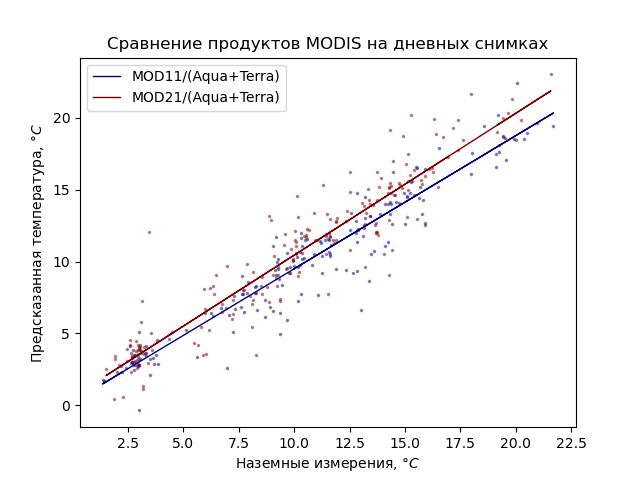 Сравнение продуктов MODIS на дневных снимках
MOD11/(Aqua+Terra)
MOD21/(Aqua+Terra)
Предсказанная температура, °C
20
15
10
5
0
2.5 5.0 7.5 10.0 12.5 15.0 17.5 20.0 22.5
Наземные измерения, °C